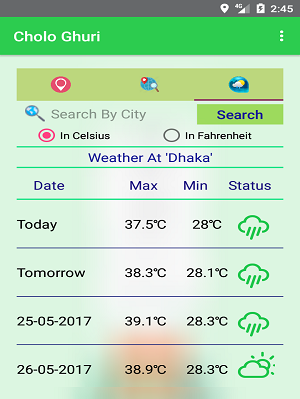 4G 2:45
Cholo Ghuri
Search By City Search
In Celsius In Fahrenheit
Weather At 'Dhaka'
Date Max Min Status
Today 37.5℃ 28℃
Tomorrow 38.3℃ 28.1℃
25-05-2017 39.1℃ 28.3℃
26-05-2017 38.9℃ 28.3℃